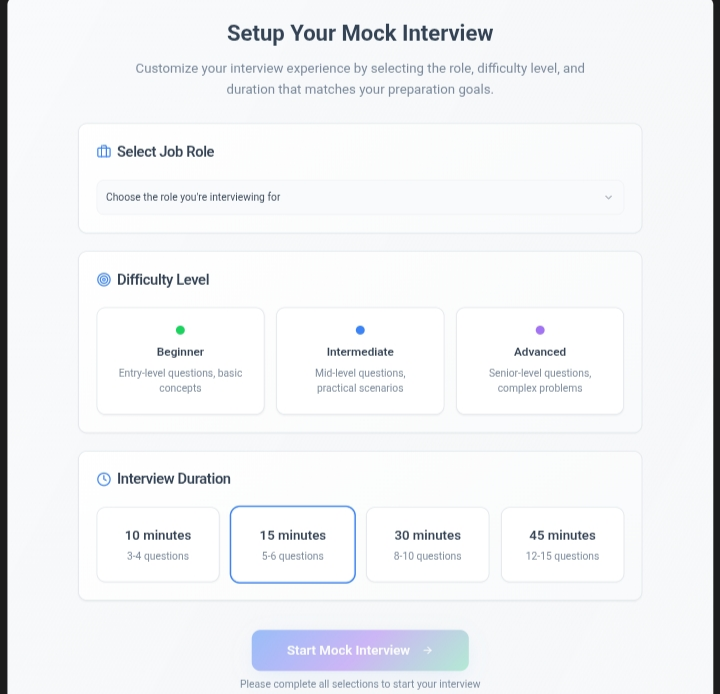 Setup Your Mock Interview
Customize your interview experience by selecting the role, difficulty level, and
duration that matches your preparation goals.
Select Job Role
Choose the role you're interviewing for
Difficulty Level
Beginner
Entry-level questions, basic
concepts
Intermediate
Mid-level questions,
practical scenarios
Advanced
Senior-level questions,
complex problems
Interview Duration
10 minutes
3-4 questions
15 minutes
5-6 questions
30 minutes
8-10 questions
45 minutes
12-15 questions
Start Mock Interview
Please complete all selections to start your interview